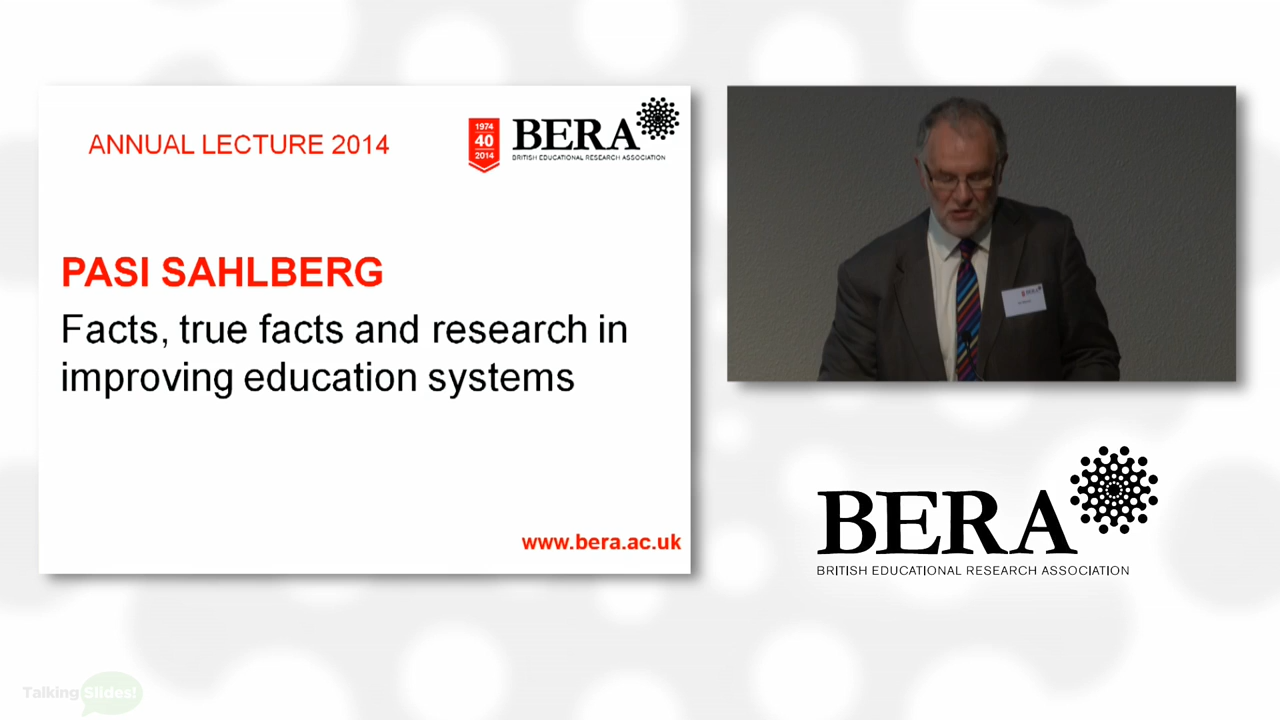 ANNUAL LECTURE 2014
1974
40
2014
BERA
BRITISH EDUCATIONAL RESEARCH ASSOCIATION
PASI SAHLBERG
Facts, true facts and research in
improving education systems
www.bera.ac.uk
BERA
BERA
BRITISH EDUCATIONAL RESEARCH ASSOCIATION
Talking Slides!